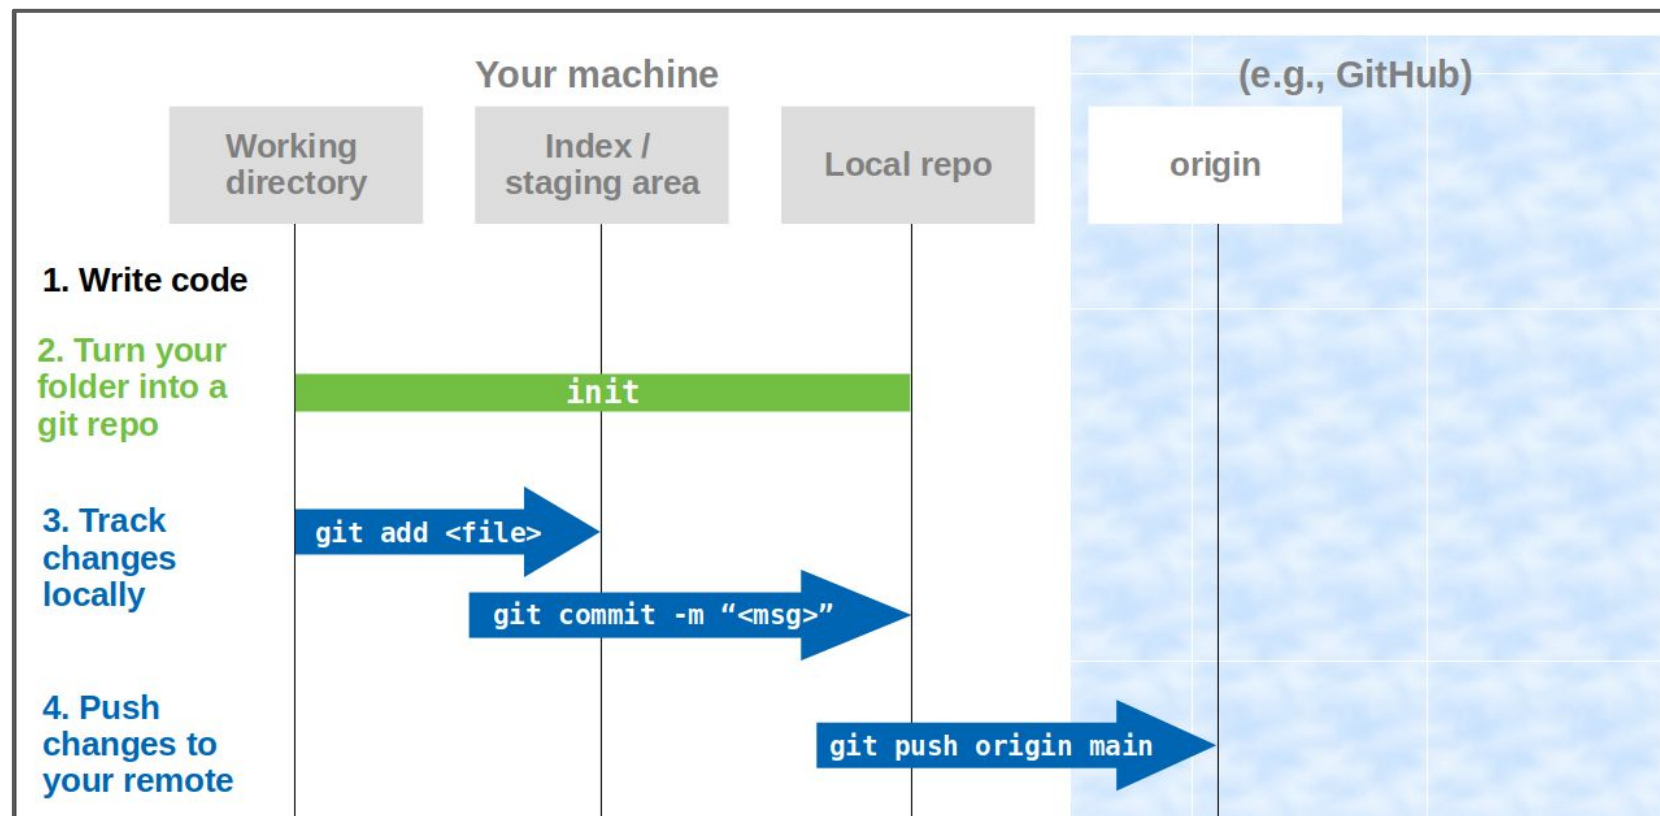 Your machine
(e.g., GitHub)
Working
directory
Index /
staging area
Local repo
origin
1. Write code
2. Turn your
folder into a
git repo
init
3. Track
changes
locally
git add <file>
git commit -m “<msg>”
4. Push
changes to
your remote
git push origin main